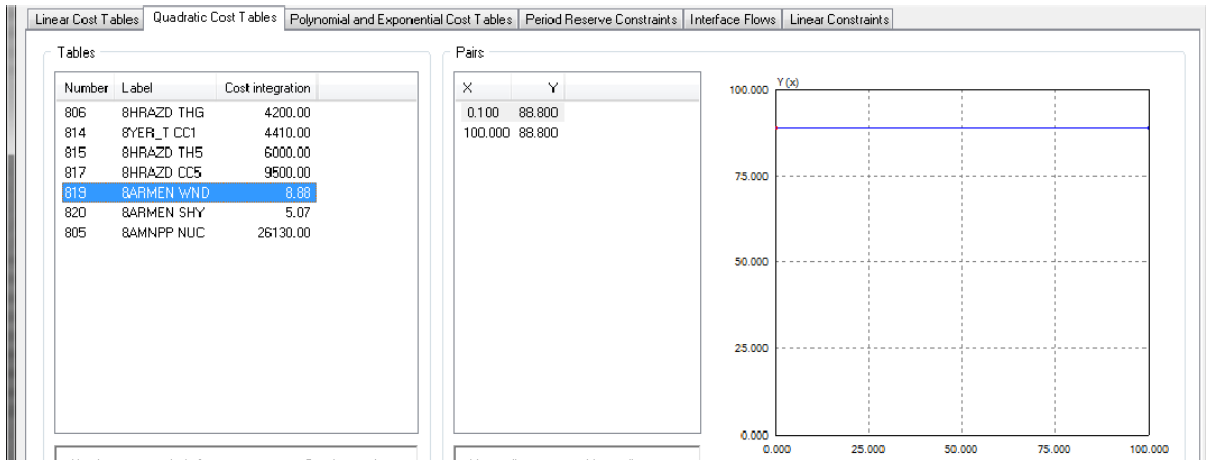 Linear Cost Tables Quadratic Cost Tables Polynomial and Exponential Cost Tables Period Reserve Constraints Interface Flows Linear Constraints
Tables
Number Label Cost integration
806 8HRAZD THG 4200.00
814 8YER_T CC1 4410.00
815 8HRAZD TH5 6000.00
817 8HRAZD CC5 9500.00
819 8ARMEN WND 8.88
820 8ARMEN SHY 5.07
805 8AMNPP NUC 26130.00
Pairs
X Y
0.100 88.800
100.000 88.800
Y(x)
100.000
75.000
50.000
25.000
0.000
0.000 25.000 50.000 75.000 100.000